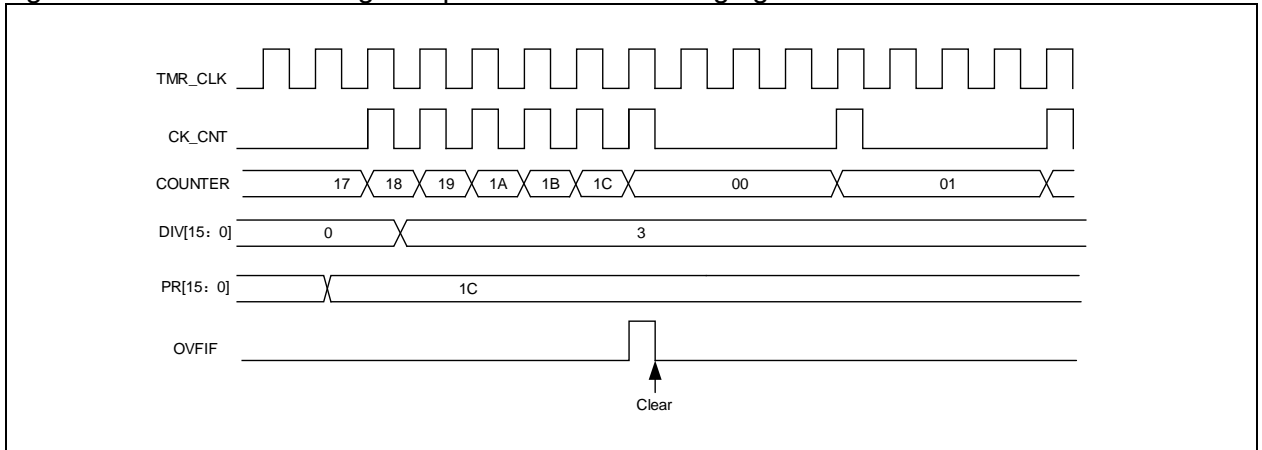 TMR_CLK
CK_CNT
COUNTER 17 18 19 1A 1B 1C 00 01
DIV[15：0] 0 3
PR[15：0] 1C
OVFIF
Clear